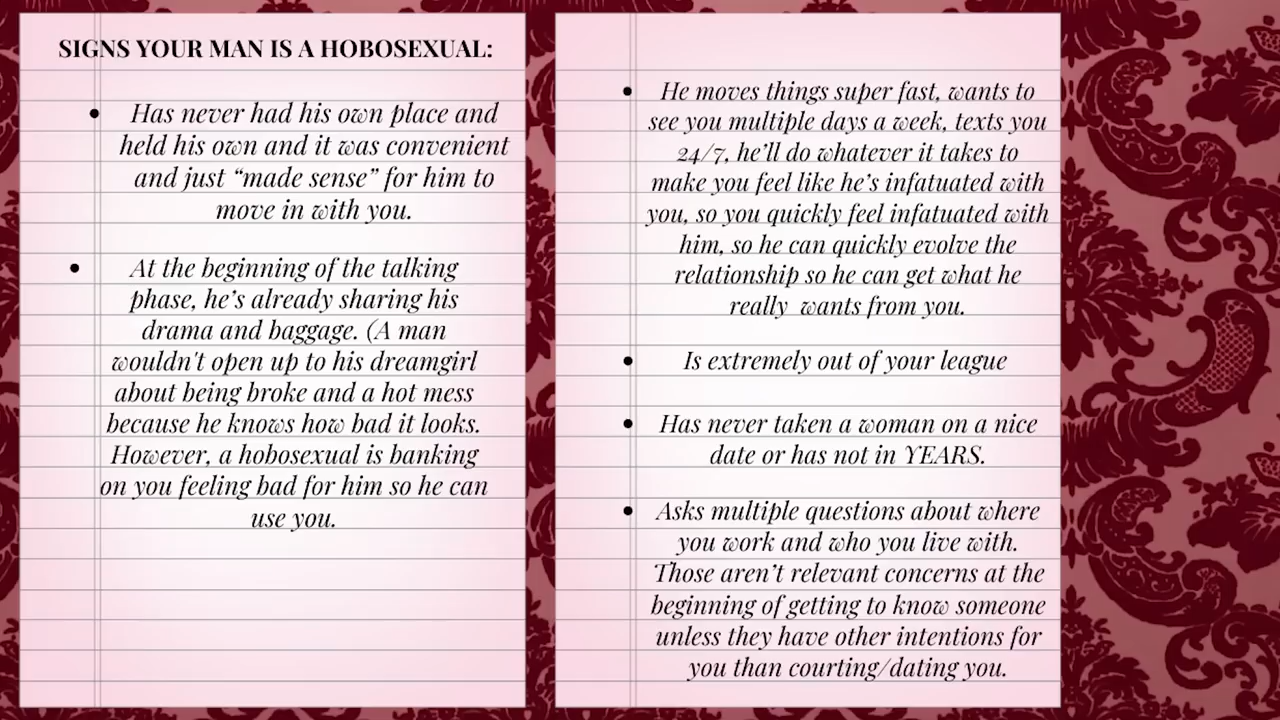 SIGNS YOUR MAN IS A HOBOSEXUAL:
• Has never had his own place and
held his own and it was convenient
and just “made sense” for him to
move in with you.
• At the beginning of the talking
phase, he’s already sharing his
drama and baggage. (A man
wouldn't open up to his dreamgirl
about being broke and a hot mess
because he knows how bad it looks.
However, a hobosexual is banking
on you feeling bad for him so he can
use you.
• He moves things super fast, wants to
see you multiple days a week, texts you
24/7, he’ll do whatever it takes to
make you feel like he’s infatuated with
you, so you quickly feel infatuated with
him, so he can quickly evolve the
relationship so he can get what he
really wants from you.
• Is extremely out of your league
• Has never taken a woman on a nice
date or has not in YEARS.
• Asks multiple questions about where
you work and who you live with.
Those aren’t relevant concerns at the
beginning of getting to know someone
unless they have other intentions for
you than courting/dating you.